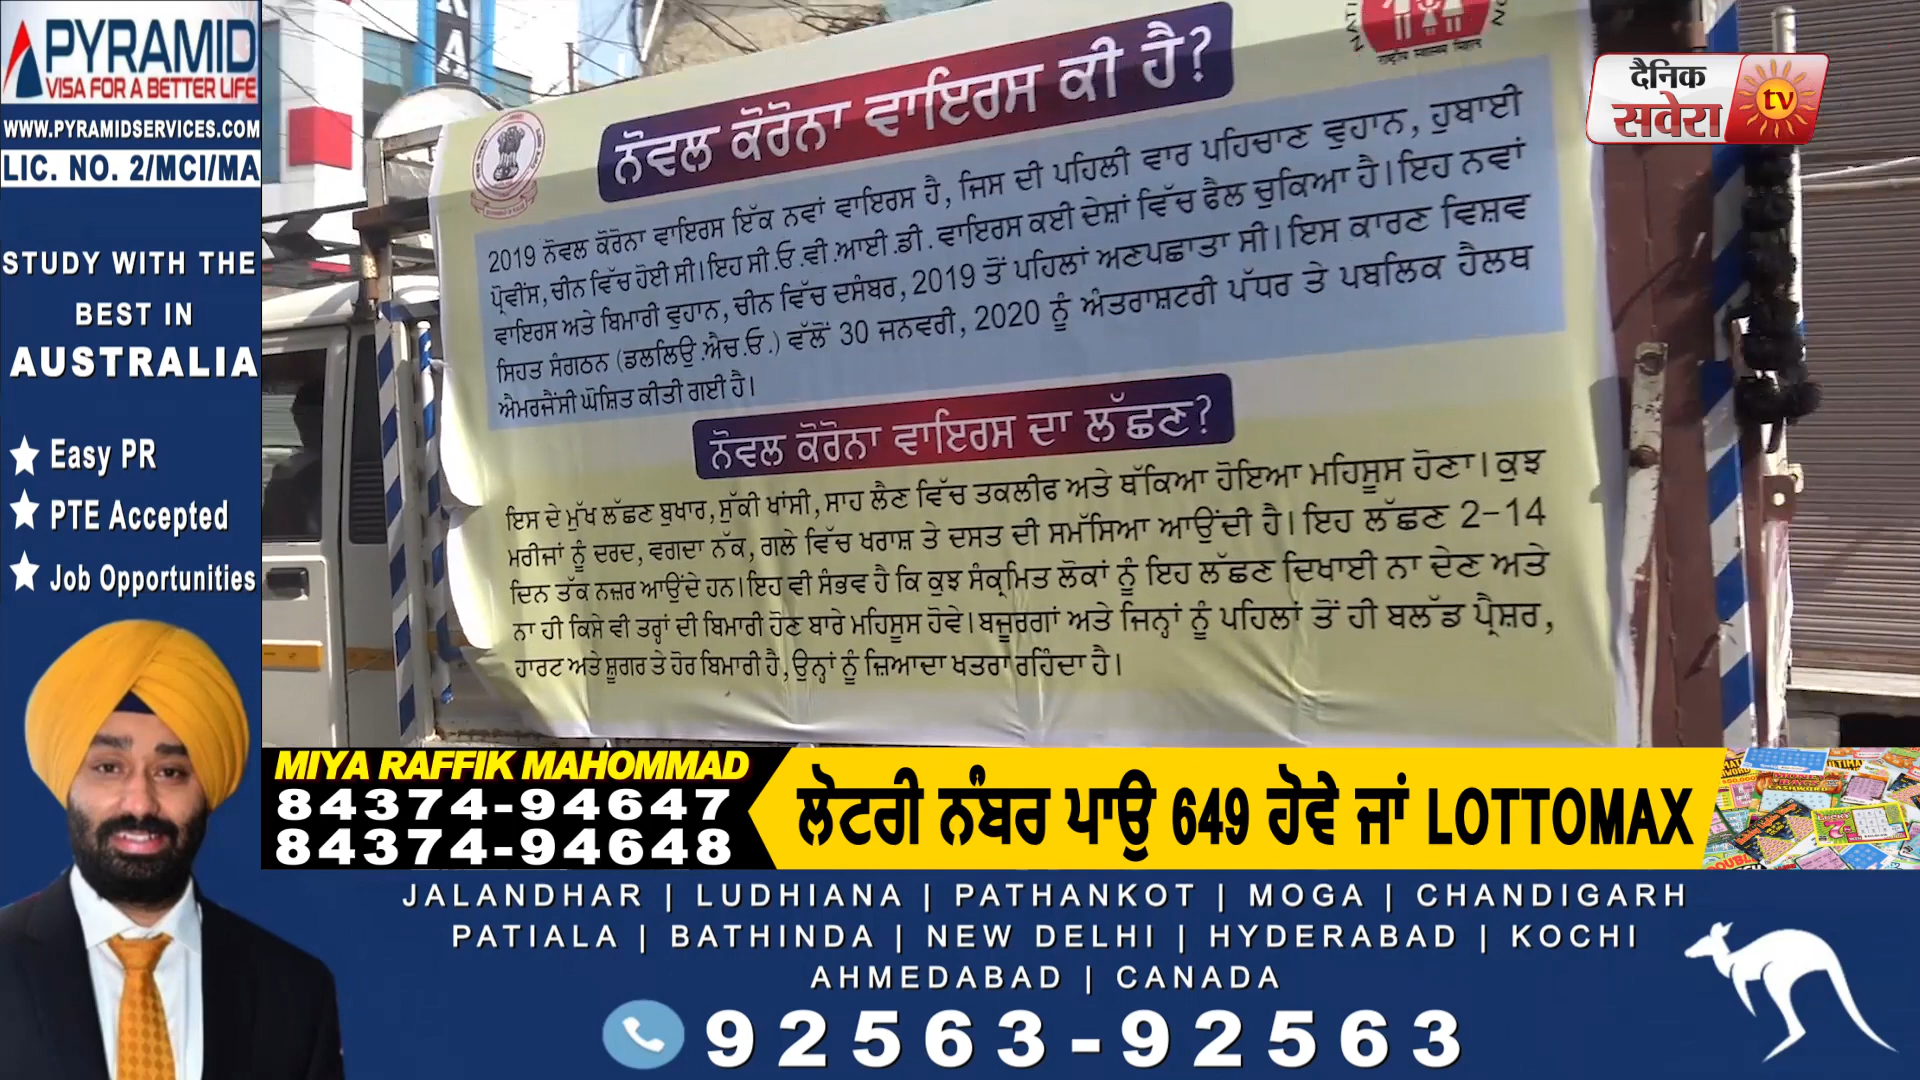 PYRAMID
VISA FOR A BETTER LIFE
WWW.PYRAMIDSERVICES.COM
LIC. NO. 2/MCI/MA
STUDY WITH THE
BEST IN
AUSTRALIA
Easy PR
PTE Accepted
Job Opportunities
राष्ट्रीय स्वास्थ्य मिशन
दैनिक
सवेरा
tv
ਨੋਵਲ ਕੋਰੋਨਾ ਵਾਇਰਸ ਕੀ ਹੈ?
2019 ਨੋਵਲ ਕੋਰੋਨਾ ਵਾਇਰਸ ਇੱਕ ਨਵਾਂ ਵਾਇਰਸ ਹੈ, ਜਿਸ ਦੀ ਪਹਿਲੀ ਵਾਰ ਪਹਿਚਾਣ ਵੁਹਾਨ, ਹੁਬਾਈ
ਪ੍ਰੋਵੀਂਸ, ਚੀਨ ਵਿੱਚ ਹੋਈ ਸੀ। ਇਹ ਸੀ.ਓ.ਵੀ.ਆਈ.ਡੀ. ਵਾਇਰਸ ਕਈ ਦੇਸ਼ਾਂ ਵਿੱਚ ਫੈਲ ਚੁਕਿਆ ਹੈ। ਇਹ ਨਵਾਂ
ਵਾਇਰਸ ਅਤੇ ਬਿਮਾਰੀ ਵੁਹਾਨ, ਚੀਨ ਵਿੱਚ ਦਸੰਬਰ, 2019 ਤੋਂ ਪਹਿਲਾਂ ਅਣਪਛਾਤਾ ਸੀ। ਇਸ ਕਾਰਣ ਵਿਸ਼ਵ
ਸਿਹਤ ਸੰਗਠਨ (ਡਲਲਿਉ.ਐਚ.ਓ.) ਵੱਲੋਂ 30 ਜਨਵਰੀ, 2020 ਨੂੰ ਅੰਤਰਾਸ਼ਟਰੀ ਪੱਧਰ ਤੇ ਪਬਲਿਕ ਹੈਲਥ
ਐਮਰਜੈਂਸੀ ਘੋਸ਼ਿਤ ਕੀਤੀ ਗਈ ਹੈ।
ਨੋਵਲ ਕੋਰੋਨਾ ਵਾਇਰਸ ਦਾ ਲੱਛਣ?
ਇਸ ਦੇ ਮੁੱਖ ਲੱਛਣ ਬੁਖਾਰ, ਸੁੱਕੀ ਖਾਂਸੀ, ਸਾਹ ਲੈਣ ਵਿੱਚ ਤਕਲੀਫ ਅਤੇ ਥੱਕਿਆ ਹੋਇਆ ਮਹਿਸੂਸ ਹੋਣਾ। ਕੁਝ
ਮਰੀਜਾਂ ਨੂੰ ਦਰਦ, ਵਗਦਾ ਨੱਕ, ਗਲੇ ਵਿੱਚ ਖਰਾਸ਼ ਤੇ ਦਸਤ ਦੀ ਸਮੱਸਿਆ ਆਉਂਦੀ ਹੈ। ਇਹ ਲੱਛਣ 2-14
ਦਿਨ ਤੱਕ ਨਜ਼ਰ ਆਉਂਦੇ ਹਨ। ਇਹ ਵੀ ਸੰਭਵ ਹੈ ਕਿ ਕੁਝ ਸੰਕ੍ਰਮਿਤ ਲੋਕਾਂ ਨੂੰ ਇਹ ਲੱਛਣ ਦਿਖਾਈ ਨਾ ਦੇਣ ਅਤੇ
ਨਾ ਹੀ ਕਿਸੇ ਵੀ ਤਰ੍ਹਾਂ ਦੀ ਬਿਮਾਰੀ ਹੋਣ ਬਾਰੇ ਮਹਿਸੂਸ ਹੋਵੇ। ਬਜੂਰਗਾਂ ਅਤੇ ਜਿਨ੍ਹਾਂ ਨੂੰ ਪਹਿਲਾਂ ਤੋਂ ਹੀ ਬਲੱਡ ਪ੍ਰੈਸ਼ਰ,
ਹਾਰਟ ਅਤੇ ਸ਼ੂਗਰ ਤੇ ਹੋਰ ਬਿਮਾਰੀ ਹੈ, ਉਨ੍ਹਾਂ ਨੂੰ ਜ਼ਿਆਦਾ ਖਤਰਾ ਰਹਿੰਦਾ ਹੈ।
MIYA RAFFIK MAHOMMAD
84374-94647
84374-94648
ਲੋਟਰੀ ਨੰਬਰ ਪਾਉ 649 ਹੋਵੇ ਜਾਂ LOTTOMAX
JALANDHAR | LUDHIANA | PATHANKOT | MOGA | CHANDIGARH
PATIALA | BATHINDA | NEW DELHI | HYDERABAD | KOCHI
AHMEDABAD | CANADA
92563-92563